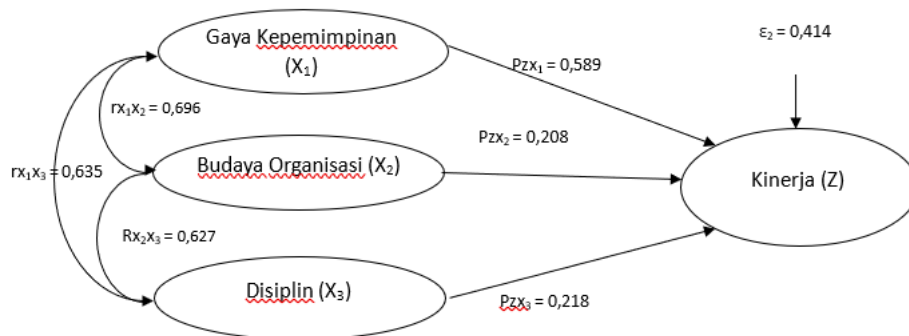 Gaya Kepemimpinan
(X₁)
ε₂ = 0,414
Pzx₁ = 0,589
rx₁x₂ = 0,696
Pzx₂ = 0,208
Budaya Organisasi (X₂)
Kinerja (Z)
rx₁x₃ = 0,635
Rx₂x₃ = 0,627
Disiplin (X₃)
Pzx₃ = 0,218